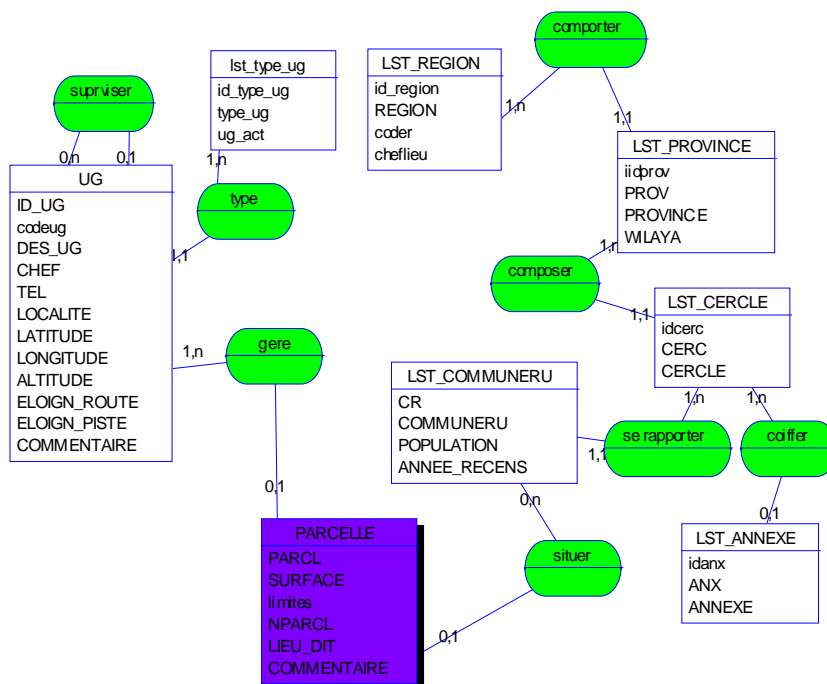 comporter
lst_type_ug
id_type_ug
type_ug
ug_act
LST_REGION
id_region
REGION
coder
cheflieu
suprviser
1,n
1,1
0,n
0,1
1,n
LST_PROVINCE
iidprov
PROV
PROVINCE
WILAYA
UG
ID_UG
codeug
DES_UG
CHEF
TEL
LOCALITE
LATITUDE
LONGITUDE
ALTITUDE
ELOIGN_ROUTE
ELOIGN_PISTE
COMMENTAIRE
type
1,1
1,n
composer
1,1
LST_CERCLE
idcerc
CERC
CERCLE
gere
1,n
LST_COMMUNERU
CR
COMMUNERU
POPULATION
ANNEE_RECENS
1,n
1,n
se rapporter
1,1
coiffer
0,1
0,n
0,1
PARCELLE
PARCL
SURFACE
limites
NPARCL
LIEU_DIT
COMMENTAIRE
situer
0,1
LST_ANNEXE
idanx
ANX
ANNEXE